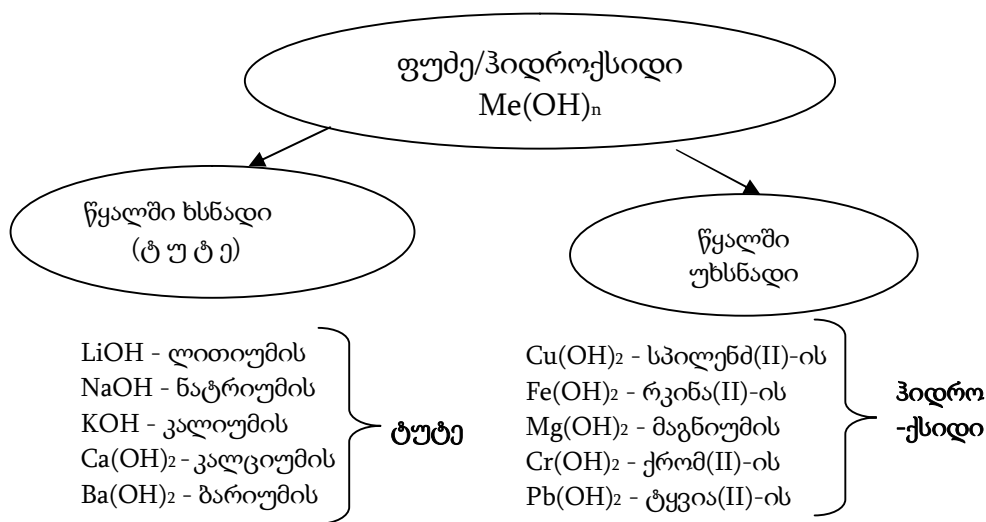 ფუძე/ჰიდროქსიდი
Me(OH)n
წყალში ხსნადი
(ტ უ ტ ე)
წყალში
უხსნადი
LiOH - ლითიუმის
NaOH - ნატრიუმის
KOH - კალიუმის
Ca(OH)2 - კალციუმის
Ba(OH)2 - ბარიუმის
ტუტე
Cu(OH)2 - სპილენძ(II)-ის
Fe(OH)2 - რკინა(II)-ის
Mg(OH)2 - მაგნიუმის
Cr(OH)2 - ქრომ(II)-ის
Pb(OH)2 - ტყვია(II)-ის
ჰიდრო
-ქსიდი